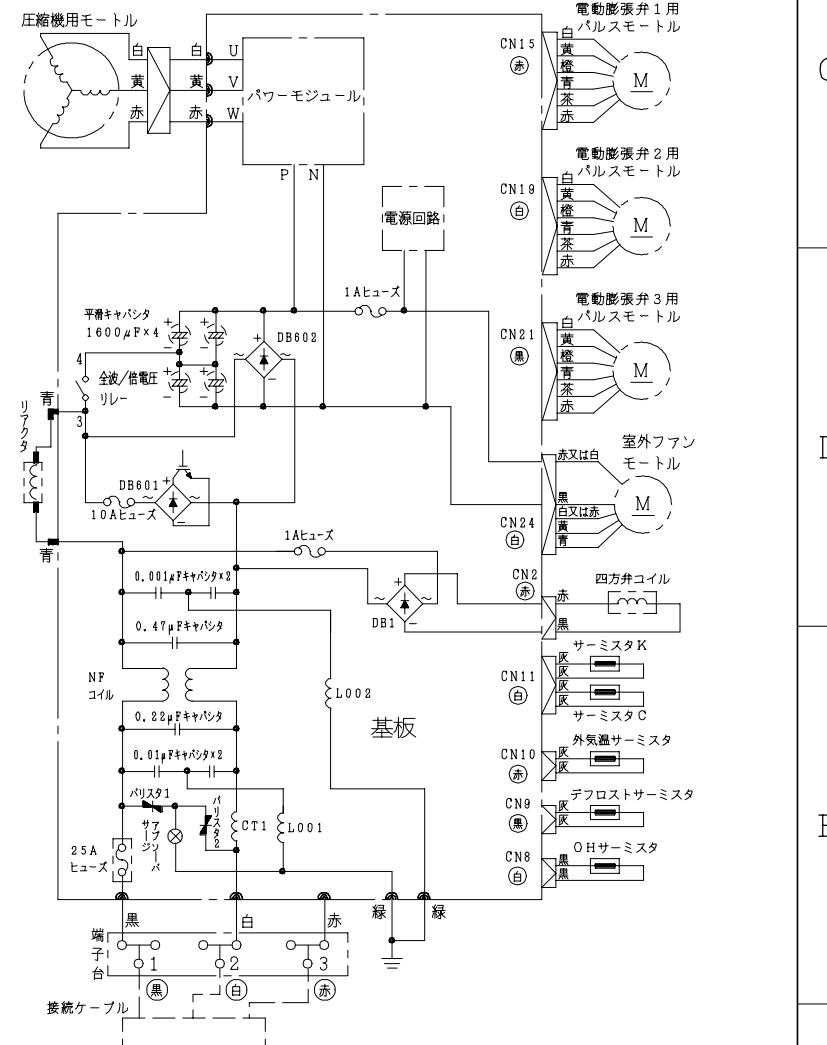 圧縮機用モートル
白
黄
赤
白
黄
赤
U
V
W
パワーモジュール
P N
電源回路
CN15
赤
電動膨張弁1用
パルスモートル
白
黄
橙
青
茶
赤
M
CN19
白
電動膨張弁2用
パルスモートル
白
黄
橙
青
茶
赤
M
CN21
黒
電動膨張弁3用
パルスモートル
白
黄
橙
青
茶
赤
M
1Aヒューズ
平滑キャパシタ
1600μF×4
DB602
4
全波/倍電圧
リレー
3
リアクタ
青
青
DB601
10Aヒューズ
室外ファン
モートル
赤又は白
黒
白又は赤
黄
青
M
CN24
白
1Aヒューズ
0.001μFキャパシタ×2
DB1
CN2
赤
赤
黒
四方弁コイル
0.47μFキャパシタ
NF
コイル
L002
0.22μFキャパシタ
0.01μFキャパシタ×2
基板
CN11
白
サーミスタK
灰
灰
灰
灰
サーミスタC
CN10
赤
外気温サーミスタ
灰
灰
CN9
黒
デフロストサーミスタ
灰
灰
CN8
白
OHサーミスタ
黒
黒
バリスタ1
サージ
アブソーバ
バリスタ2
CT1
L001
25A
ヒューズ
黒
白
赤
緑
緑
端子台
1
2
3
黒
白
赤
接続ケーブル